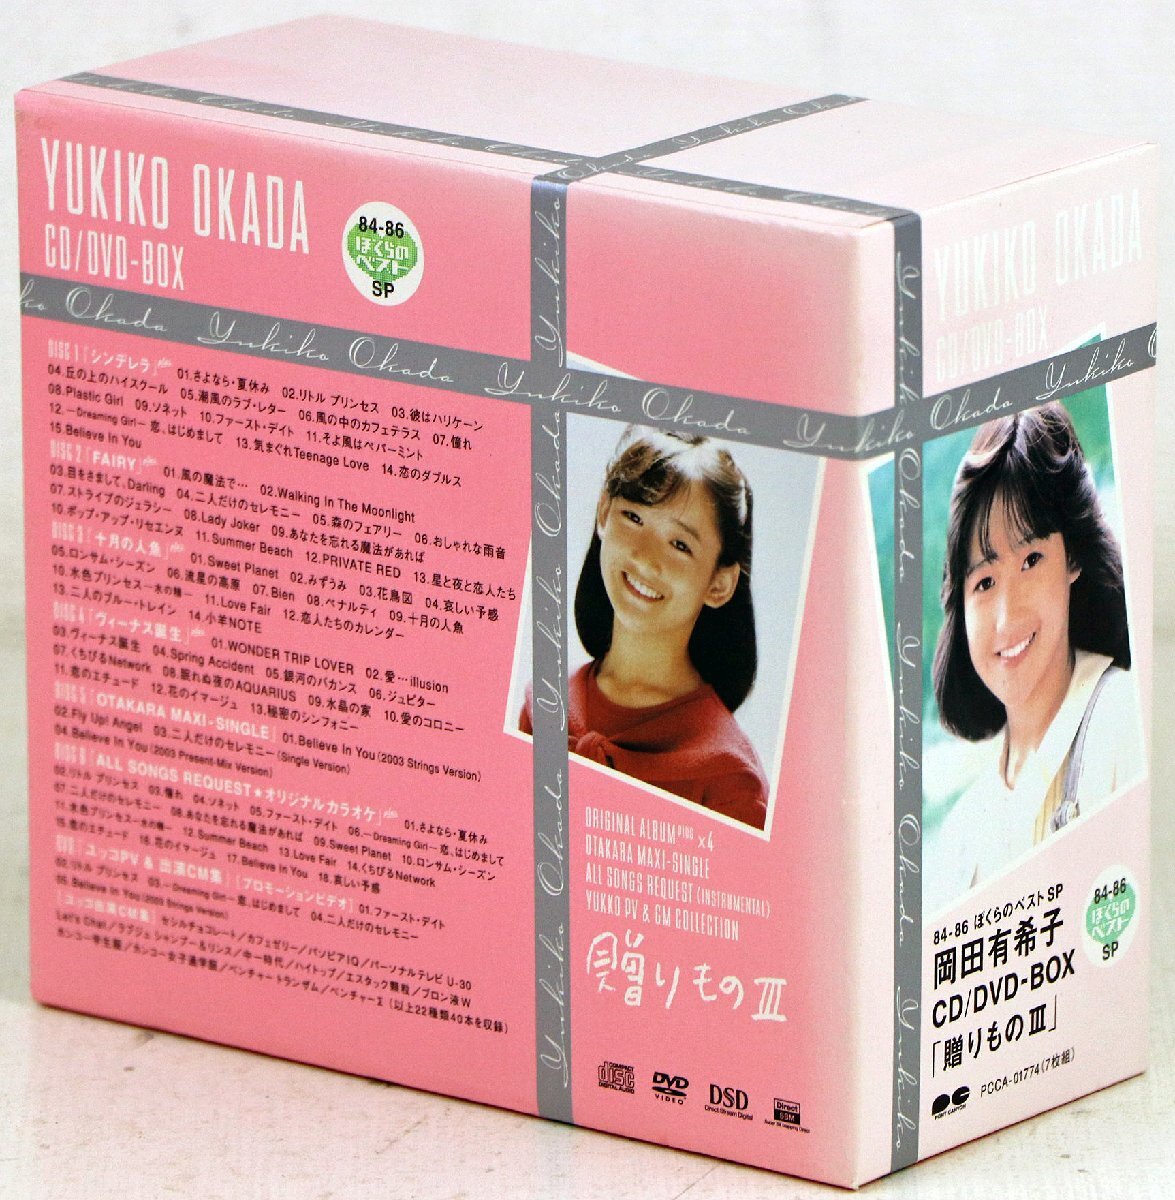 YUKIKO OKADA
CD/DVD-BOX
84-86
ぼくらの
ベスト
SP
Yukiko Okada Yukiko Okada Yukiko
DISC 1「シンデレラ」plus 01.さよなら・夏休み 02.リトル プリンセス 03.彼はハリケーン
04.丘の上のハイスクール 05.潮風のラブ・レター 06.風の中のカフェテラス 07.憧れ
08.Plastic Girl 09.ソネット 10.ファースト・デイト 11.そよ風はペパーミント
12.-Dreaming Girl- 恋、はじめまして 13.気まぐれTeenage Love 14.恋のダブルス
15.Believe In You
DISC 2「FAIRY」plus 01.風の魔法で… 02.Walking In The Moonlight
03.目をさまして、Darling 04.二人だけのセレモニー 05.森のフェアリー 06.おしゃれな雨音
07.ストライプのジェラシー 08.Lady Joker 09.あなたを忘れる魔法があれば
10.ポップ・アップ・リセエンヌ 11.Summer Beach 12.PRIVATE RED 13.星と夜と恋人たち
DISC 3「十月の人魚」plus 01.Sweet Planet 02.みずうみ 03.花鳥図 04.哀しい予感
05.ロンサム・シーズン 06.流星の高原 07.Bien 08.ペナルティ 09.十月の人魚
10.水色プリンセス-水の精- 11.Love Fair 12.恋人たちのカレンダー
13.二人のブルー・トレイン 14.小羊NOTE
DISC 4「ヴィーナス誕生」plus 01.WONDER TRIP LOVER 02.愛…illusion
03.ヴィーナス誕生 04.Spring Accident 05.銀河のバカンス 06.ジュピター
07.くちびるNetwork 08.眠れぬ夜のAQUARIUS 09.水晶の家 10.愛のコロニー
11.恋のエチュード 12.花のイマージュ 13.秘密のシンフォニー
DISC 5「OTAKARA MAXI-SINGLE」01.Believe In You (2003 Strings Version)
02.Fly Up! Angel 03.二人だけのセレモニー (Single Version)
04.Believe In You (2003 Present-Mix Version)
DISC 6「ALL SONGS REQUEST★オリジナルカラオケ」plus 01.さよなら・夏休み
02.リトル プリンセス 03.憧れ 04.ソネット 05.ファースト・デイト 06.-Dreaming Girl- 恋、はじめまして
07.二人だけのセレモニー 08.あなたを忘れる魔法があれば 09.Sweet Planet 10.ロンサム・シーズン
11.水色プリンセス-水の精- 12.Summer Beach 13.Love Fair 14.くちびるNetwork
15.恋のエチュード 16.花のイマージュ 17.Believe In You 18.哀しい予感
DVD「ユッコPV & 出演CM集」[プロモーションビデオ] 01.ファースト・デイト
02.リトル プリンセス 03.-Dreaming Girl- 恋、はじめまして 04.二人だけのセレモニー
05.Believe In You (2003 Strings Version)
[ユッコ出演CM集] セシルチョコレート/カフェゼリー/パソピアIQ/パーソナルテレビ U-30
Let's Chat/ラブジュ シャンプー&リンス/中一時代/ハイトップ/エスタック顆粒/ブロン液W
ホンコー学生服/ホンコー女子通学服/ベンチャートランザム/ベンチャーZ (以上22種類40本を収録)
ORIGINAL ALBUM plus ×4
OTAKARA MAXI-SINGLE
ALL SONGS REQUEST (INSTRUMENTAL)
YUKKO PV & CM COLLECTION
贈りものⅢ
COMPACT
disc
DIGITAL AUDIO
DVD
VIDEO
DSD
Direct Stream Digital
Direct
SBM
YUKIKO OKADA
CD/DVD-BOX
84-86 ぼくらのベスト SP
岡田有希子
CD/DVD-BOX
「贈りものⅢ」
PCCA-01774(7枚組)
84-86
ぼくらの
ベスト
SP
PONY CANYON